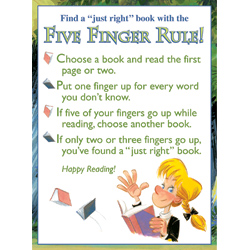 Find a “just right” book with the
FIVE FINGER RULE!
Choose a book and read the first
page or two.
Put one finger up for every word
you don't know.
If five of your fingers go up while
reading, choose another book.
If only two or three fingers go up,
you've found a “just right” book.
Happy Reading!